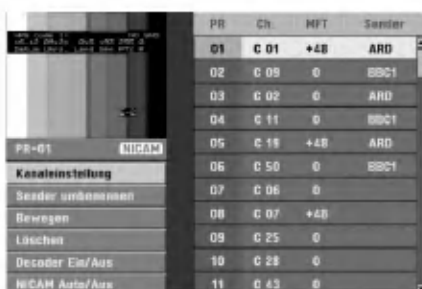 PR-01 NICAM
Kanaleinstellung
Sender umbenennen
Bewegen
Löschen
Decoder Ein/Aus
NICAM Auto/Aus
PR Ch. MFT Sender
01 C 01 +48 ARD
02 C 09 0 BBC1
03 C 02 0 ARD
04 C 11 0 BBC1
05 C 19 +48 ARD
06 C 50 0 BBC1
07 C 06 0
08 C 07 +48
09 C 25 0
10 C 28 0
11 C 43 0